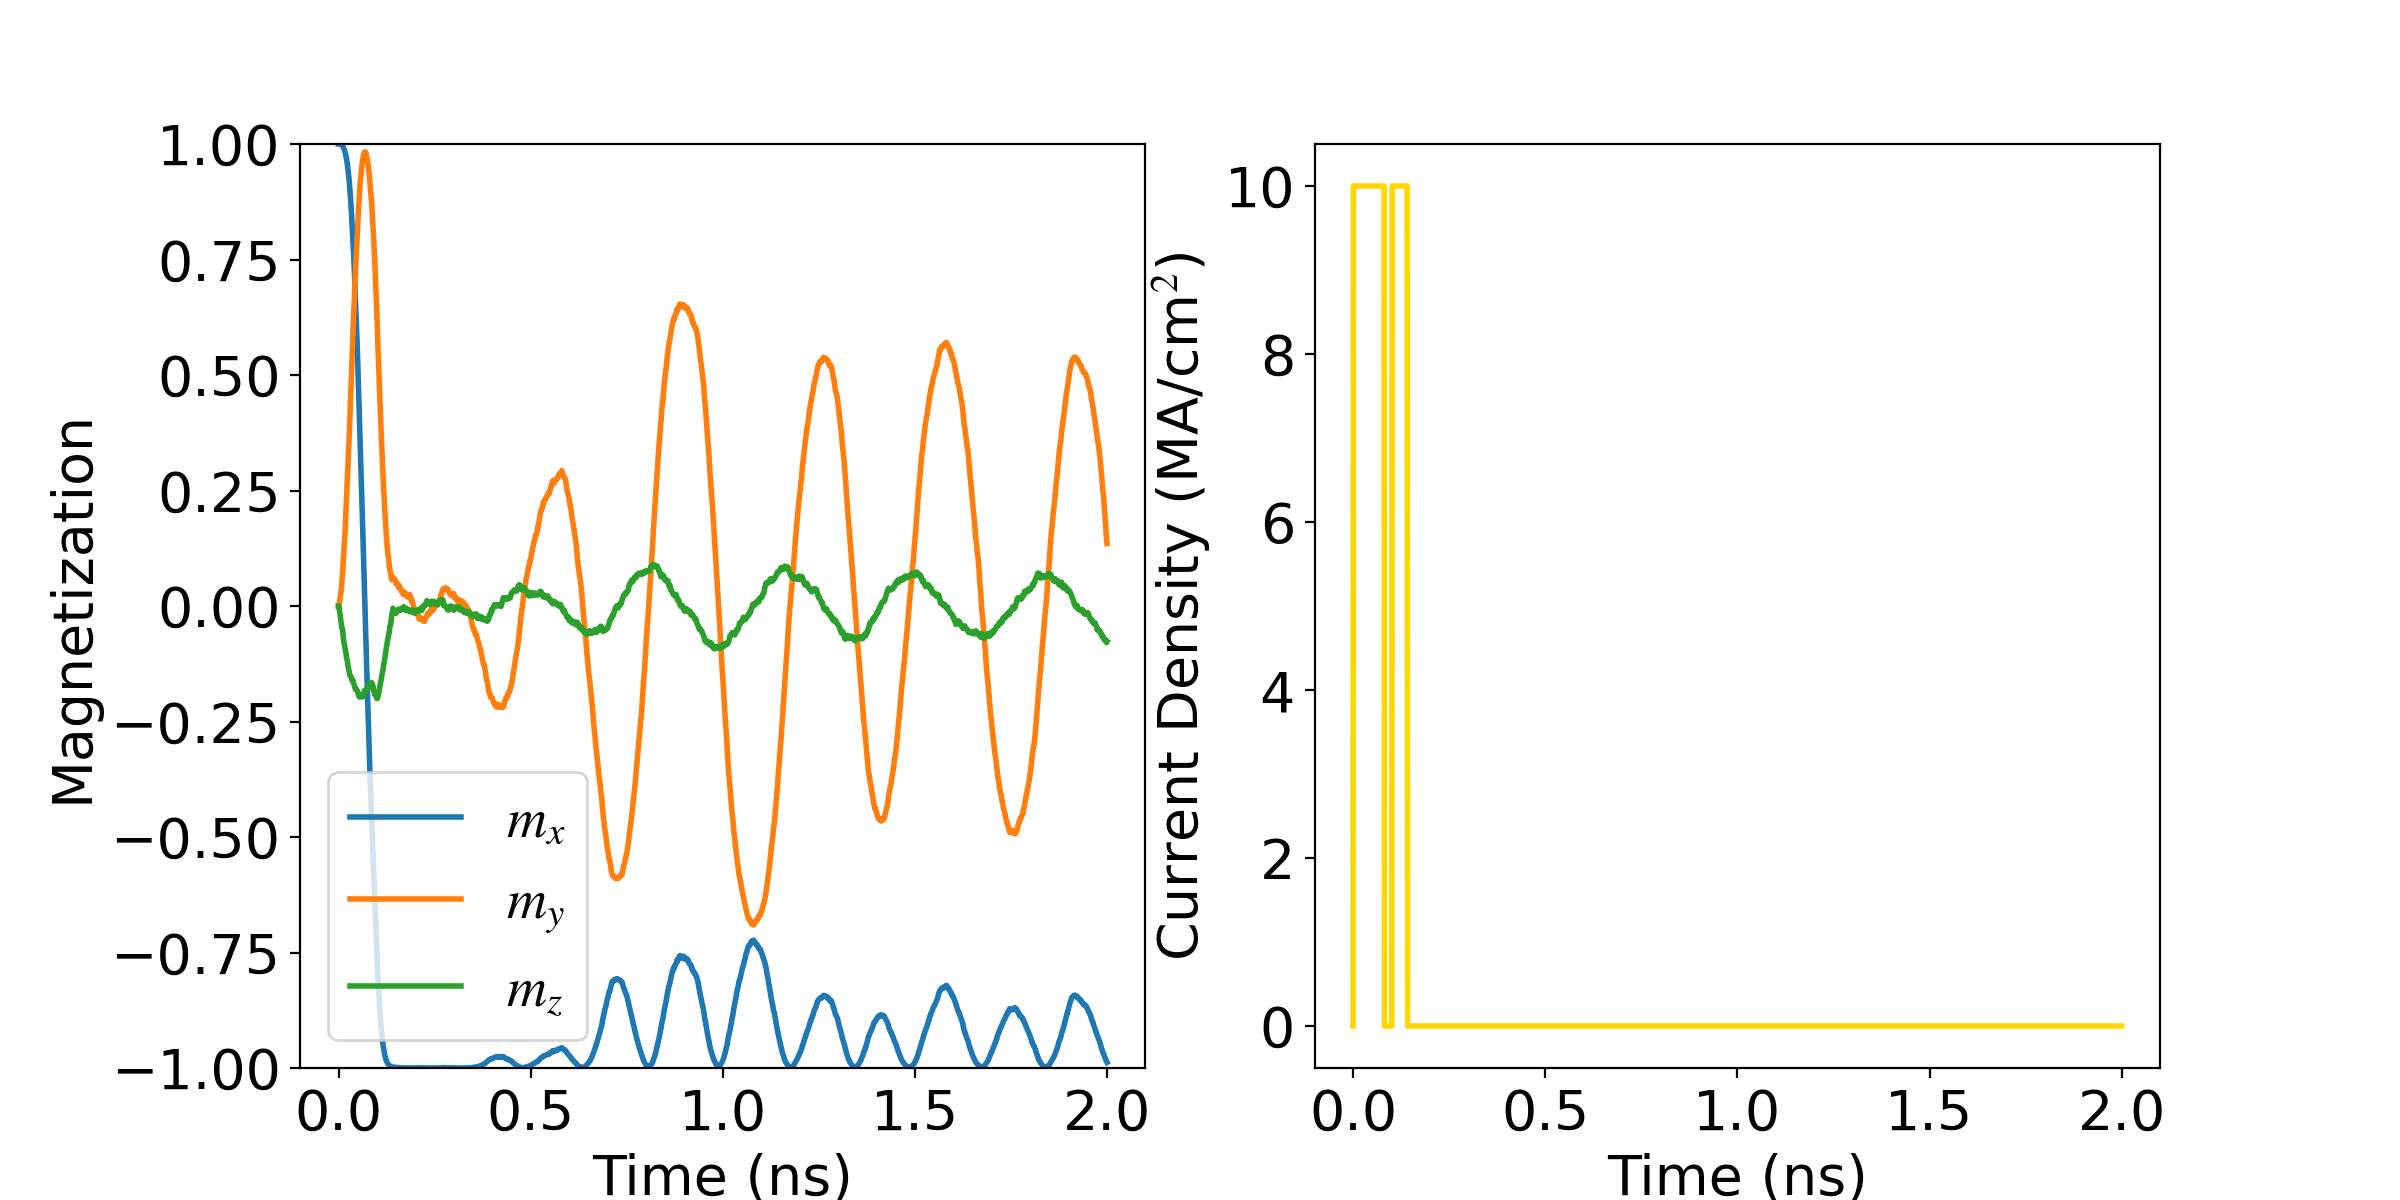 Magnetization
1.00
0.75
0.50
0.25
0.00
−0.25
−0.50
−0.75
−1.00
m_x
m_y
m_z
0.0 0.5 1.0 1.5 2.0
Time (ns)
Current Density (MA/cm²)
10
8
6
4
2
0
0.0 0.5 1.0 1.5 2.0
Time (ns)